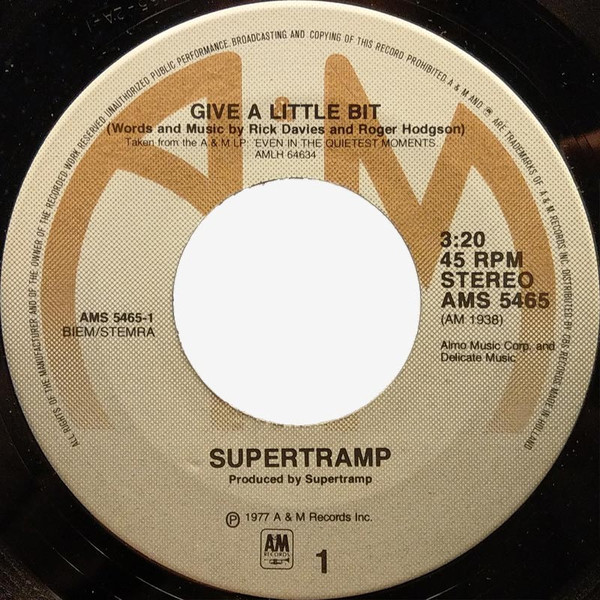 ALL RIGHTS OF THE MANUFACTURER AND OF THE OWNER OF THE RECORDED WORK RESERVED UNAUTHORIZED PUBLIC PERFORMANCE, BROADCASTING AND COPYING OF THIS RECORD PROHIBITED. A & M AND ARE TRADEMARKS OF A & M RECORDS INC. DISTRIBUTED BY CBS. MADE IN HOLLAND
A M
GIVE A LITTLE BIT
(Words and Music by Rick Davies and Roger Hodgson)
Taken from the A & M LP: 'EVEN IN THE QUIETEST MOMENTS.
AMLH 64634
3:20
45 RPM
STEREO
AMS 5465
(AM 1938)
AMS 5465-1
BIEM/STEMRA
Almo Music Corp. and
Delicate Music
SUPERTRAMP
Produced by Supertramp
Ⓟ 1977 A & M Records Inc.
A&M
RECORDS
1